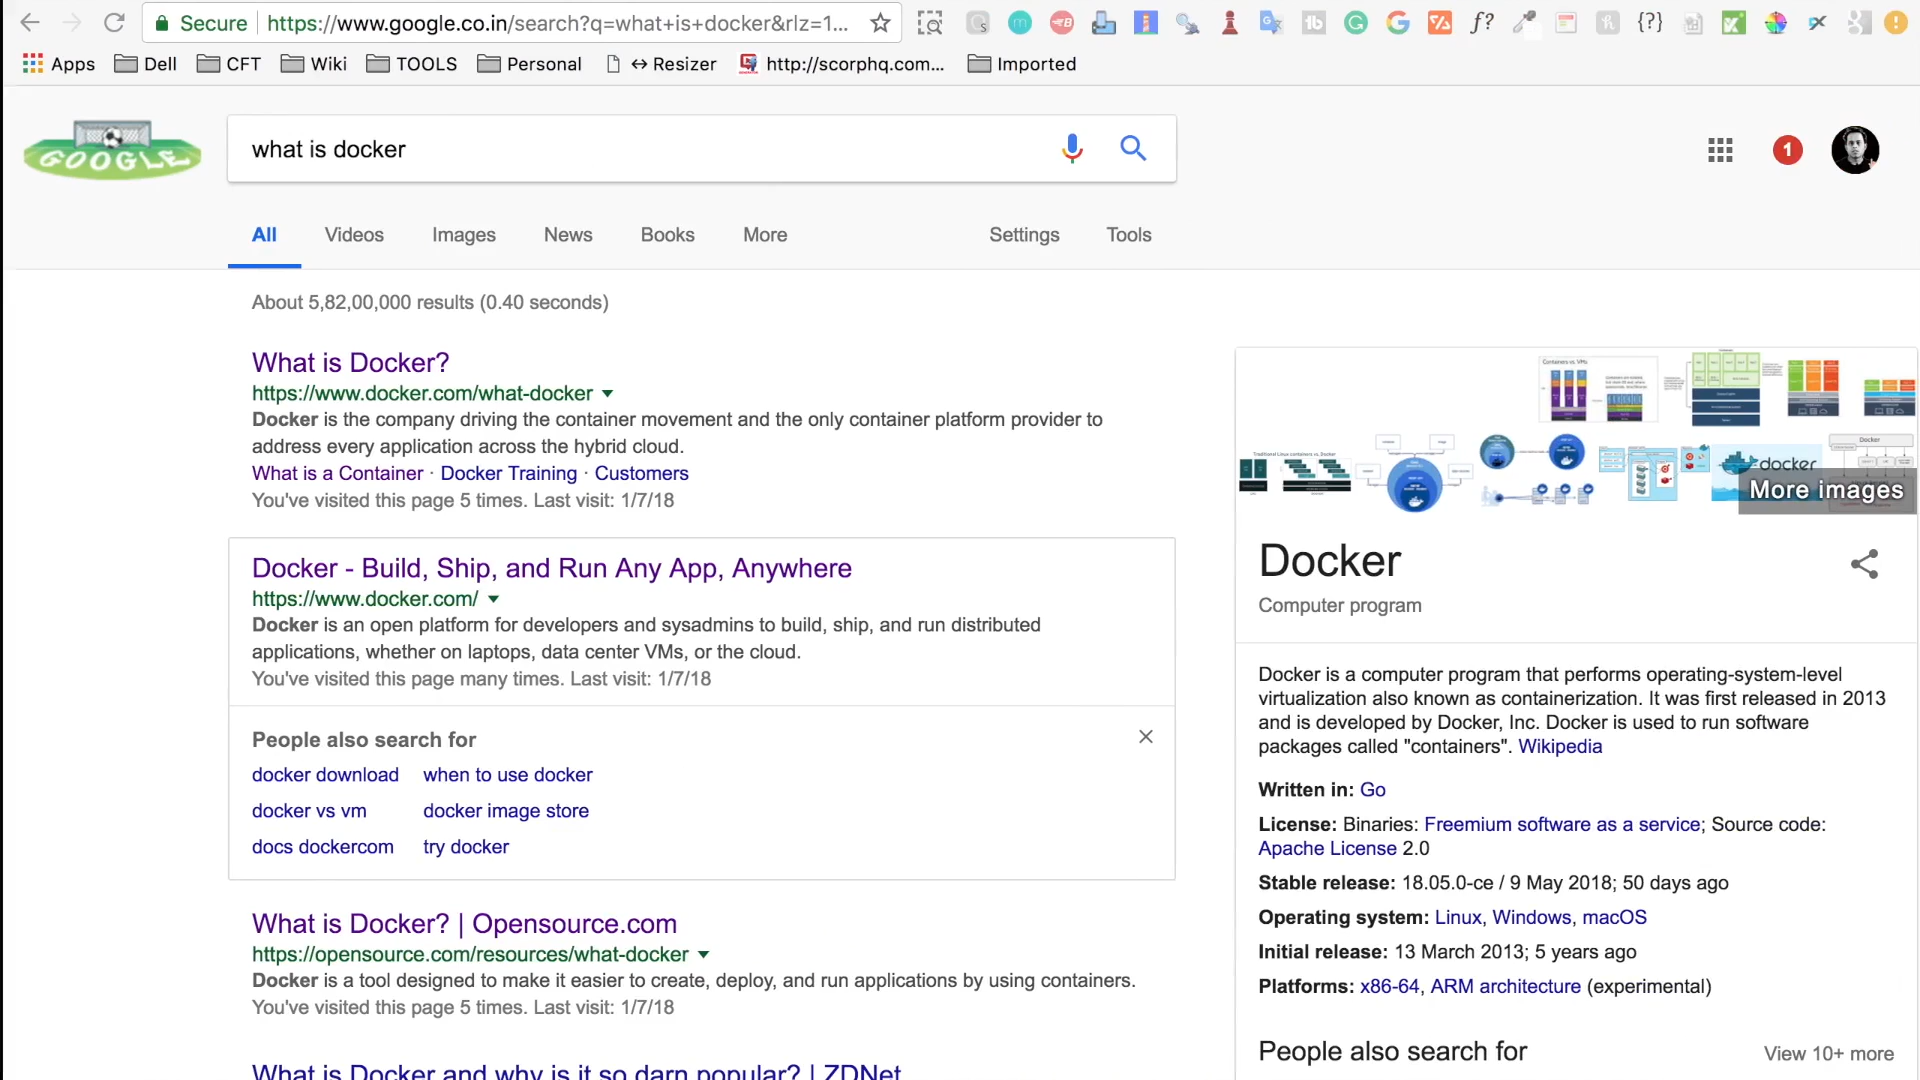 Secure https://www.google.co.in/search?q=what+is+docker&rlz=1...
Apps Dell CFT Wiki TOOLS Personal ↔ Resizer http://scorphq.com... Imported
GOOGLE
what is docker
1
All Videos Images News Books More Settings Tools
About 5,82,00,000 results (0.40 seconds)
What is Docker?
https://www.docker.com/what-docker
Docker is the company driving the container movement and the only container platform provider to
address every application across the hybrid cloud.
What is a Container · Docker Training · Customers
You've visited this page 5 times. Last visit: 1/7/18
Docker - Build, Ship, and Run Any App, Anywhere
https://www.docker.com/
Docker is an open platform for developers and sysadmins to build, ship, and run distributed
applications, whether on laptops, data center VMs, or the cloud.
You've visited this page many times. Last visit: 1/7/18
People also search for
docker download when to use docker
docker vs vm docker image store
docs dockercom try docker
What is Docker? | Opensource.com
https://opensource.com/resources/what-docker
Docker is a tool designed to make it easier to create, deploy, and run applications by using containers.
You've visited this page 5 times. Last visit: 1/7/18
What is Docker and why is it so darn popular? | ZDNet
Containers vs. VMs
Traditional Linux containers vs. Docker
docker
Docker
More images
Docker
Computer program
Docker is a computer program that performs operating-system-level
virtualization also known as containerization. It was first released in 2013
and is developed by Docker, Inc. Docker is used to run software
packages called "containers". Wikipedia
Written in: Go
License: Binaries: Freemium software as a service; Source code:
Apache License 2.0
Stable release: 18.05.0-ce / 9 May 2018; 50 days ago
Operating system: Linux, Windows, macOS
Initial release: 13 March 2013; 5 years ago
Platforms: x86-64, ARM architecture (experimental)
People also search for View 10+ more